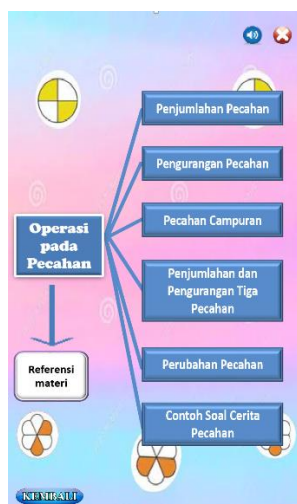 Penjumlahan Pecahan
Pengurangan Pecahan
Operasi
pada
Pecahan
Pecahan Campuran
Penjumlahan dan
Pengurangan Tiga
Pecahan
Referensi
materi
Perubahan Pecahan
Contoh Soal Cerita
Pecahan
KEMBALI